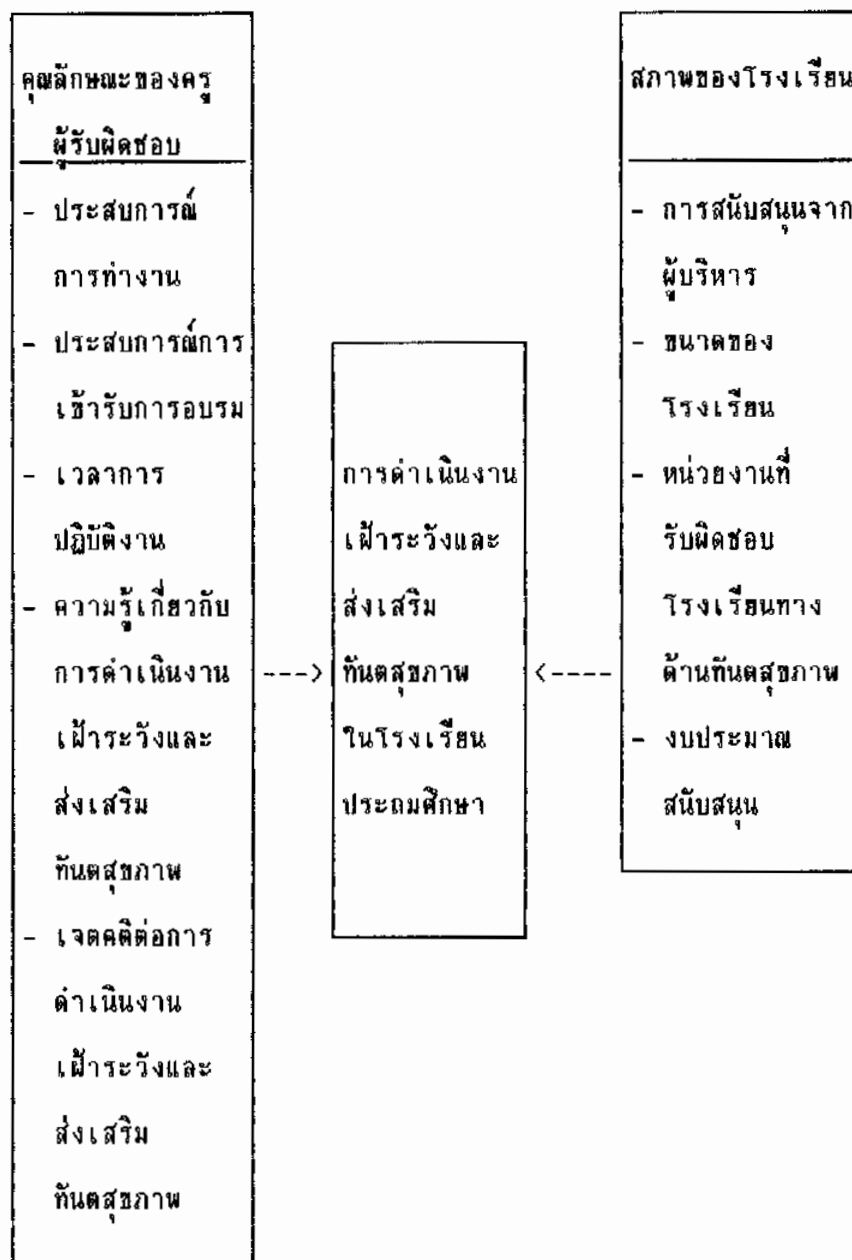 คุณลักษณะของครู
ผู้รับผิดชอบ
- ประสบการณ์
การทำงาน
- ประสบการณ์การ
เข้ารับการอบรม
- เวลาการ
ปฏิบัติงาน
- ความรู้เกี่ยวกับ
การดำเนินงาน
เฝ้าระวังและ
ส่งเสริม
ทันตสุขภาพ
- เจตคติต่อการ
ดำเนินงาน
เฝ้าระวังและ
ส่งเสริม
ทันตสุขภาพ
--->
การดำเนินงาน
เฝ้าระวังและ
ส่งเสริม
ทันตสุขภาพ
ในโรงเรียน
ประถมศึกษา
<----
สภาพของโรงเรียน
- การสนับสนุนจาก
ผู้บริหาร
- ขนาดของ
โรงเรียน
- หน่วยงานที่
รับผิดชอบ
โรงเรียนทาง
ด้านทันตสุขภาพ
- งบประมาณ
สนับสนุน